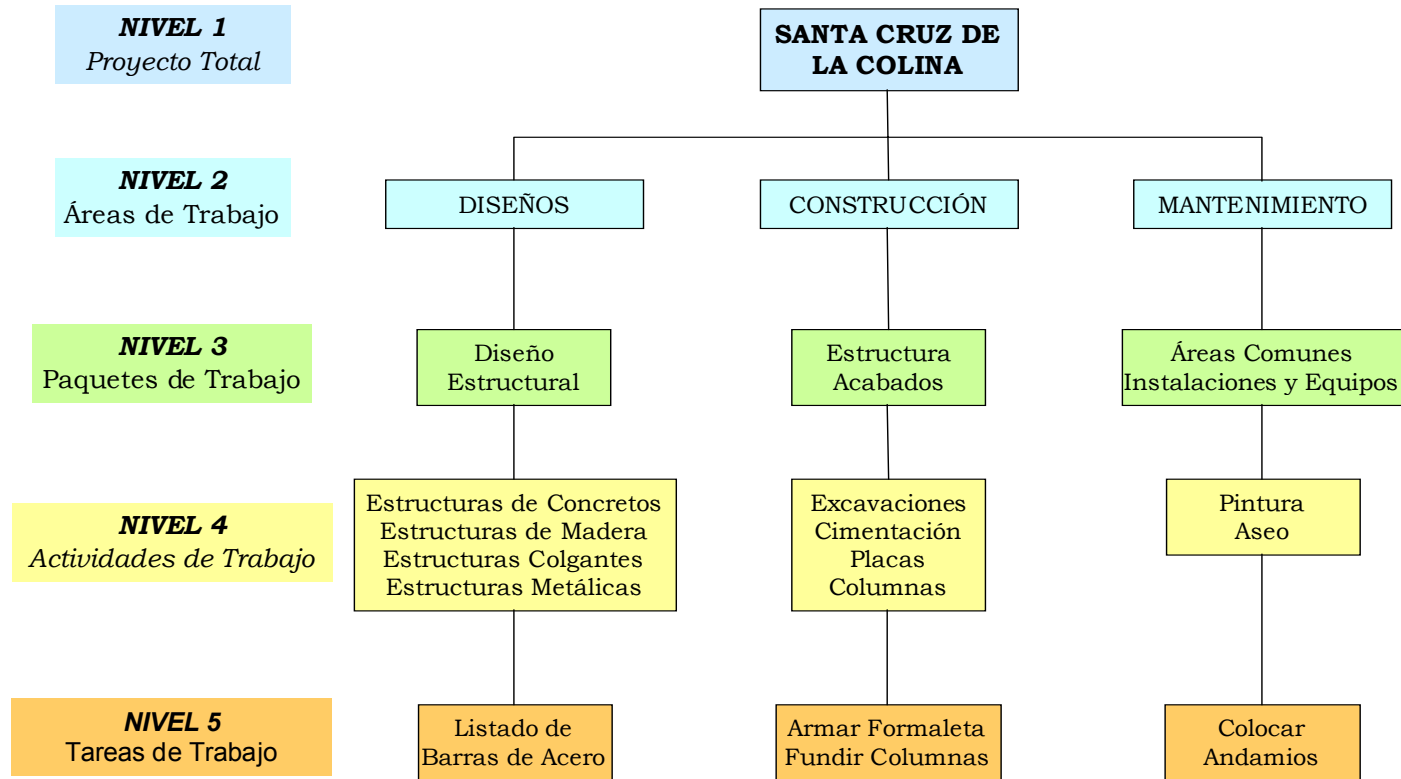 NIVEL 1
Proyecto Total
SANTA CRUZ DE
LA COLINA
NIVEL 2
Áreas de Trabajo
DISEÑOS
CONSTRUCCIÓN
MANTENIMIENTO
NIVEL 3
Paquetes de Trabajo
Diseño
Estructural
Estructura
Acabados
Áreas Comunes
Instalaciones y Equipos
NIVEL 4
Actividades de Trabajo
Estructuras de Concretos
Estructuras de Madera
Estructuras Colgantes
Estructuras Metálicas
Excavaciones
Cimentación
Placas
Columnas
Pintura
Aseo
NIVEL 5
Tareas de Trabajo
Listado de
Barras de Acero
Armar Formaleta
Fundir Columnas
Colocar
Andamios